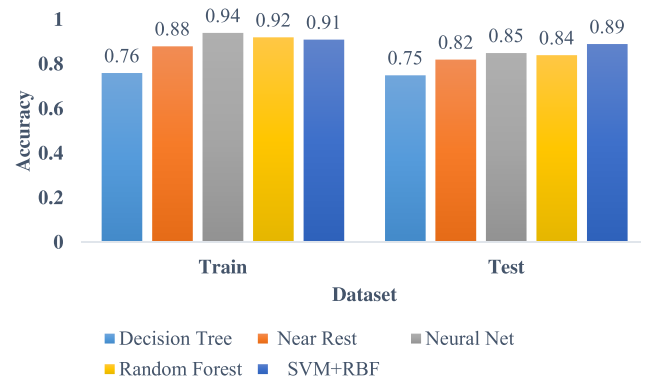 1
0.8
0.6
0.4
0.2
0
Accuracy
0.76
0.88
0.94
0.92
0.91
0.75
0.82
0.85
0.84
0.89
Train
Test
Dataset
Decision Tree Near Rest Neural Net
Random Forest SVM+RBF